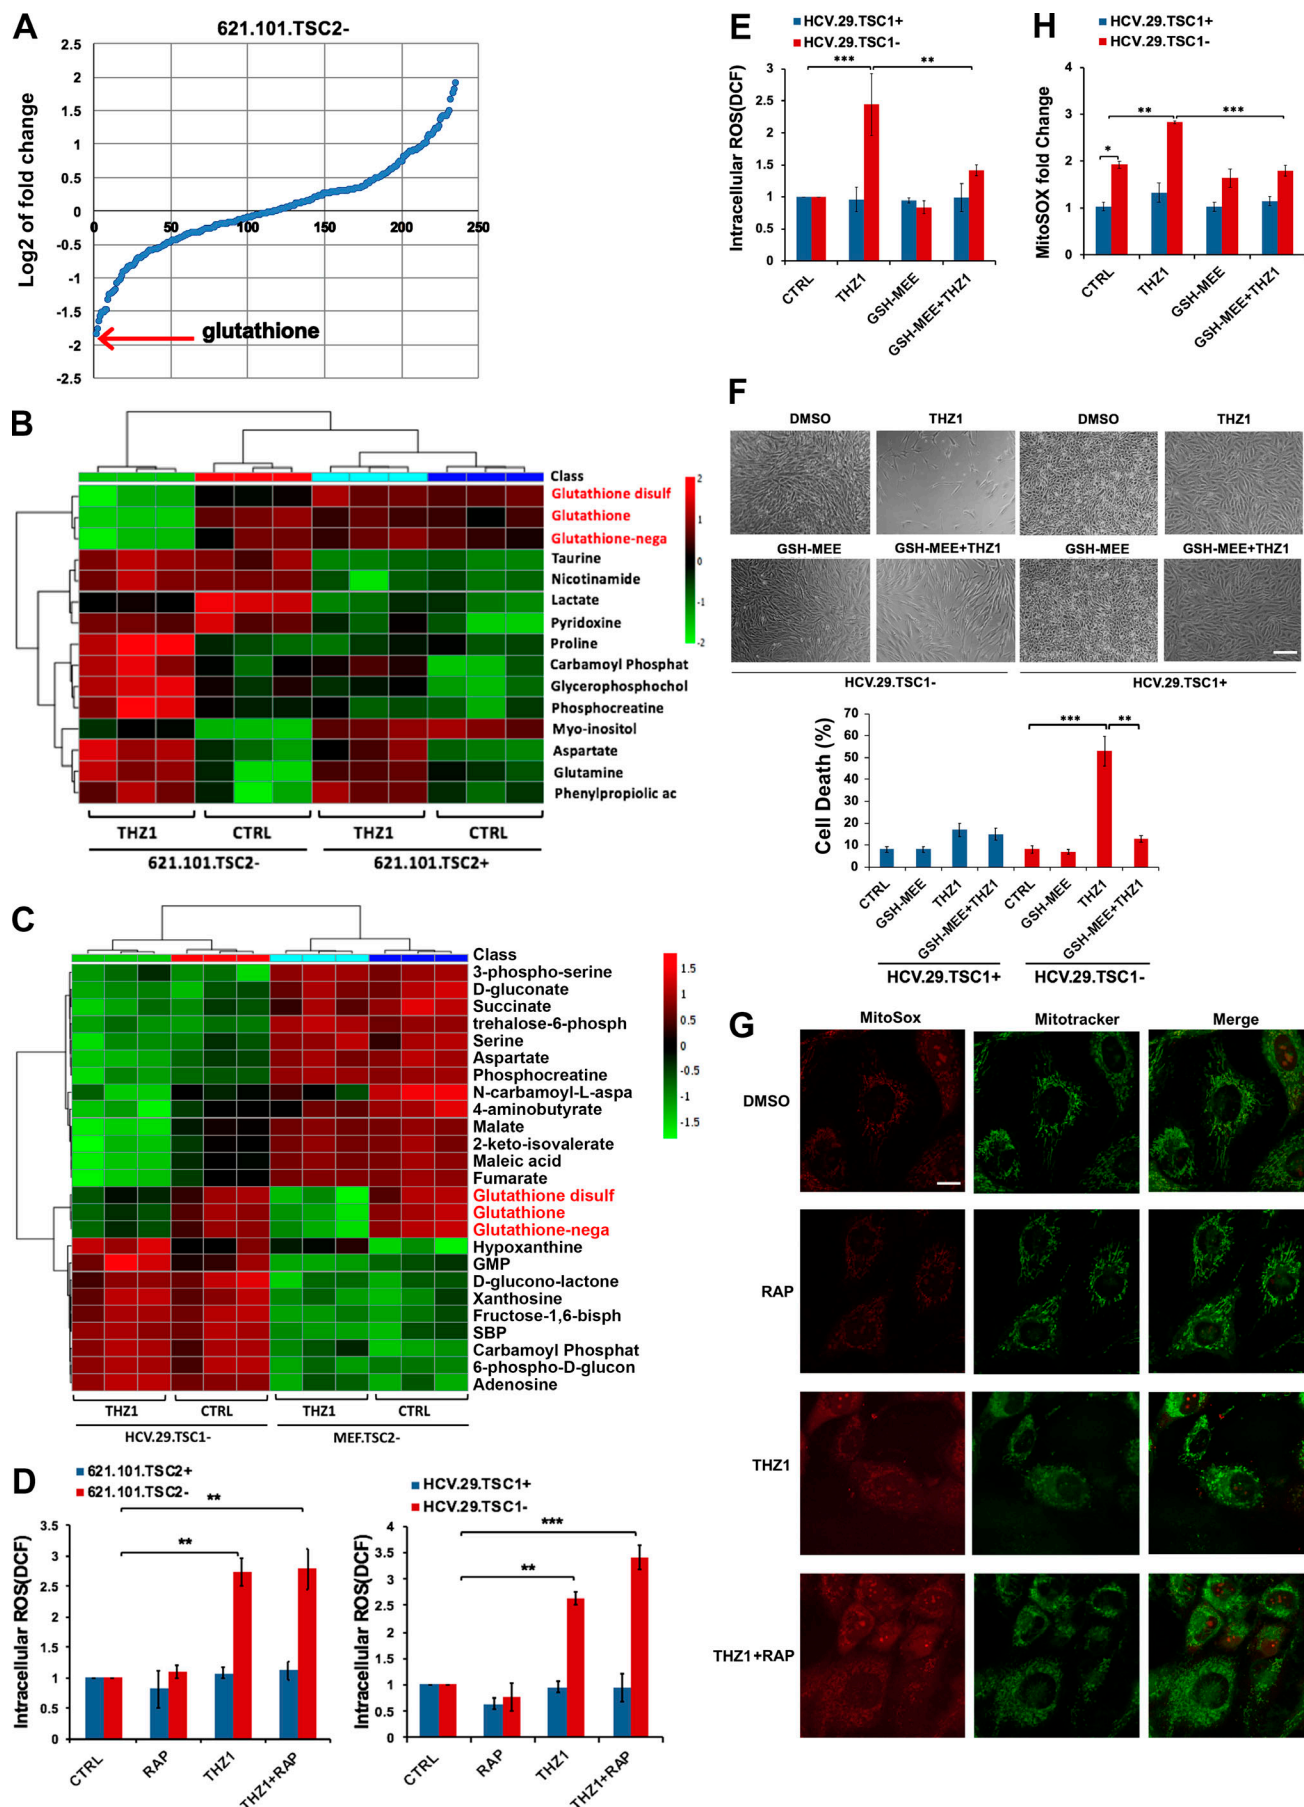 A
621.101.TSC2-
Log2 of fold change
2.5
2
1.5
1
0.5
0
-0.5
-1
-1.5
-2
-2.5
0
50
100
150
200
250
glutathione
B
Class
Glutathione disulf
Glutathione
Glutathione-nega
Taurine
Nicotinamide
Lactate
Pyridoxine
Proline
Carbamoyl Phosphat
Glycerophosphochol
Phosphocreatine
Myo-inositol
Aspartate
Glutamine
Phenylpropiolic ac
2
1
0
-1
-2
THZ1
CTRL
THZ1
CTRL
621.101.TSC2-
621.101.TSC2+
C
Class
3-phospho-serine
D-gluconate
Succinate
trehalose-6-phosph
Serine
Aspartate
Phosphocreatine
N-carbamoyl-L-aspa
4-aminobutyrate
Malate
2-keto-isovalerate
Maleic acid
Fumarate
Glutathione disulf
Glutathione
Glutathione-nega
Hypoxanthine
GMP
D-glucono-lactone
Xanthosine
Fructose-1,6-bisph
SBP
Carbamoyl Phosphat
6-phospho-D-glucon
Adenosine
1.5
1
0.5
0
-0.5
-1
-1.5
THZ1
CTRL
THZ1
CTRL
HCV.29.TSC1-
MEF.TSC2-
D
621.101.TSC2+
621.101.TSC2-
Intracellular ROS(DCF)
3.5
3
2.5
2
1.5
1
0.5
0
**
**
CTRL
RAP
THZ1
THZ1+RAP
HCV.29.TSC1+
HCV.29.TSC1-
Intracellular ROS(DCF)
4
3.5
3
2.5
2
1.5
1
0.5
0
***
**
CTRL
RAP
THZ1
THZ1+RAP
E
HCV.29.TSC1+
HCV.29.TSC1-
Intracellular ROS(DCF)
3
2.5
2
1.5
1
0.5
0
***
**
CTRL
THZ1
GSH-MEE
GSH-MEE+THZ1
H
HCV.29.TSC1+
HCV.29.TSC1-
MitoSOX fold Change
4
3
2
1
0
*
**
***
CTRL
THZ1
GSH-MEE
GSH-MEE+THZ1
F
DMSO
THZ1
DMSO
THZ1
GSH-MEE
GSH-MEE+THZ1
GSH-MEE
GSH-MEE+THZ1
HCV.29.TSC1-
HCV.29.TSC1+
Cell Death (%)
70
60
50
40
30
20
10
0
***
**
CTRL
GSH-MEE
THZ1
GSH-MEE+THZ1
CTRL
GSH-MEE
THZ1
GSH-MEE+THZ1
HCV.29.TSC1+
HCV.29.TSC1-
G
MitoSox
Mitotracker
Merge
DMSO
RAP
THZ1
THZ1+RAP